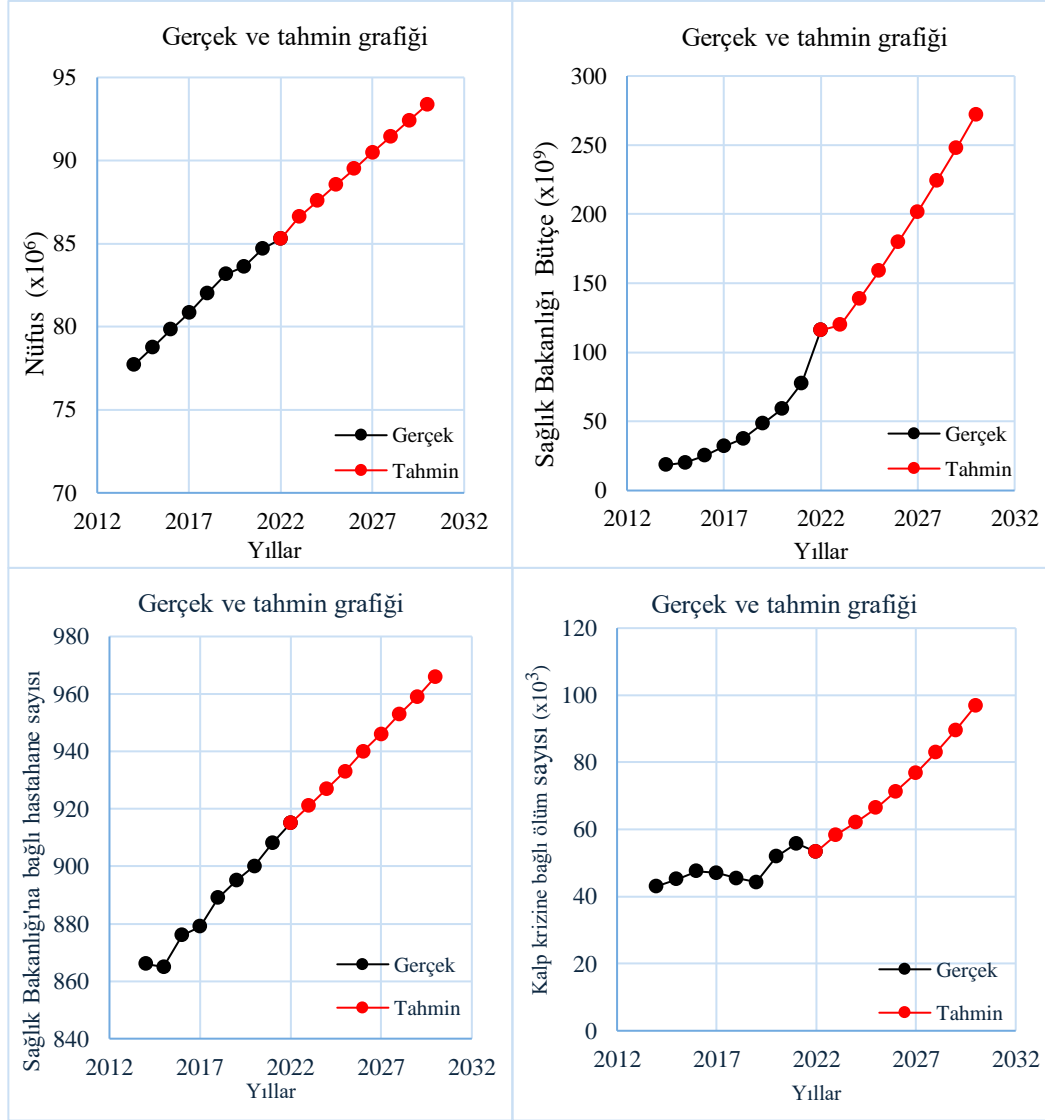 Gerçek ve tahmin grafiği
Nüfus (x10⁶)
95
90
85
80
75
70
2012 2017 2022 2027 2032
Yıllar
Gerçek
Tahmin
Gerçek ve tahmin grafiği
Sağlık Bakanlığı Bütçe (x10⁹)
300
250
200
150
100
50
0
2012 2017 2022 2027 2032
Yıllar
Gerçek
Tahmin
Gerçek ve tahmin grafiği
Sağlık Bakanlığı'na bağlı hastahane sayısı
980
960
940
920
900
880
860
840
2012 2017 2022 2027 2032
Yıllar
Gerçek
Tahmin
Gerçek ve tahmin grafiği
Kalp krizine bağlı ölüm sayısı (x10³)
120
100
80
60
40
20
0
2012 2017 2022 2027 2032
Yıllar
Gerçek
Tahmin